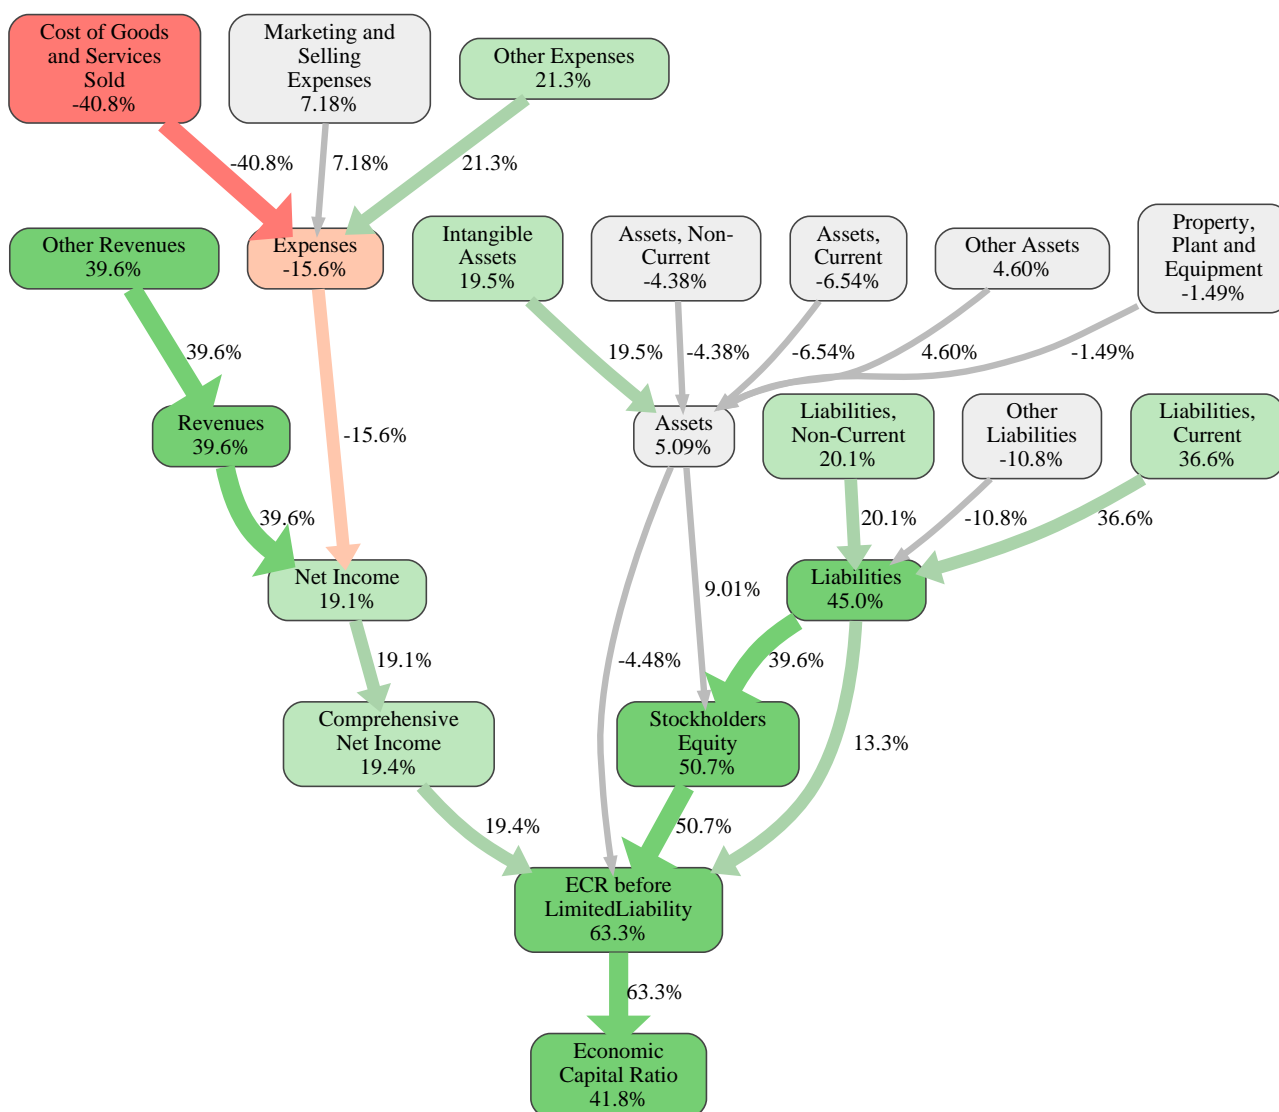 Cost of Goods
and Services
Sold
-40.8%
Marketing and
Selling
Expenses
7.18%
Other Expenses
21.3%
-40.8%
7.18%
21.3%
Other Revenues
39.6%
Expenses
-15.6%
Intangible
Assets
19.5%
Assets, Non-
Current
-4.38%
Assets,
Current
-6.54%
Other Assets
4.60%
Property,
Plant and
Equipment
-1.49%
39.6%
19.5%
-4.38%
-6.54%
4.60%
-1.49%
Revenues
39.6%
-15.6%
Assets
5.09%
Liabilities,
Non-Current
20.1%
Other
Liabilities
-10.8%
Liabilities,
Current
36.6%
39.6%
20.1%
-10.8%
36.6%
Net Income
19.1%
9.01%
Liabilities
45.0%
19.1%
-4.48%
39.6%
Comprehensive
Net Income
19.4%
Stockholders
Equity
50.7%
13.3%
19.4%
50.7%
ECR before
LimitedLiability
63.3%
63.3%
Economic
Capital Ratio
41.8%